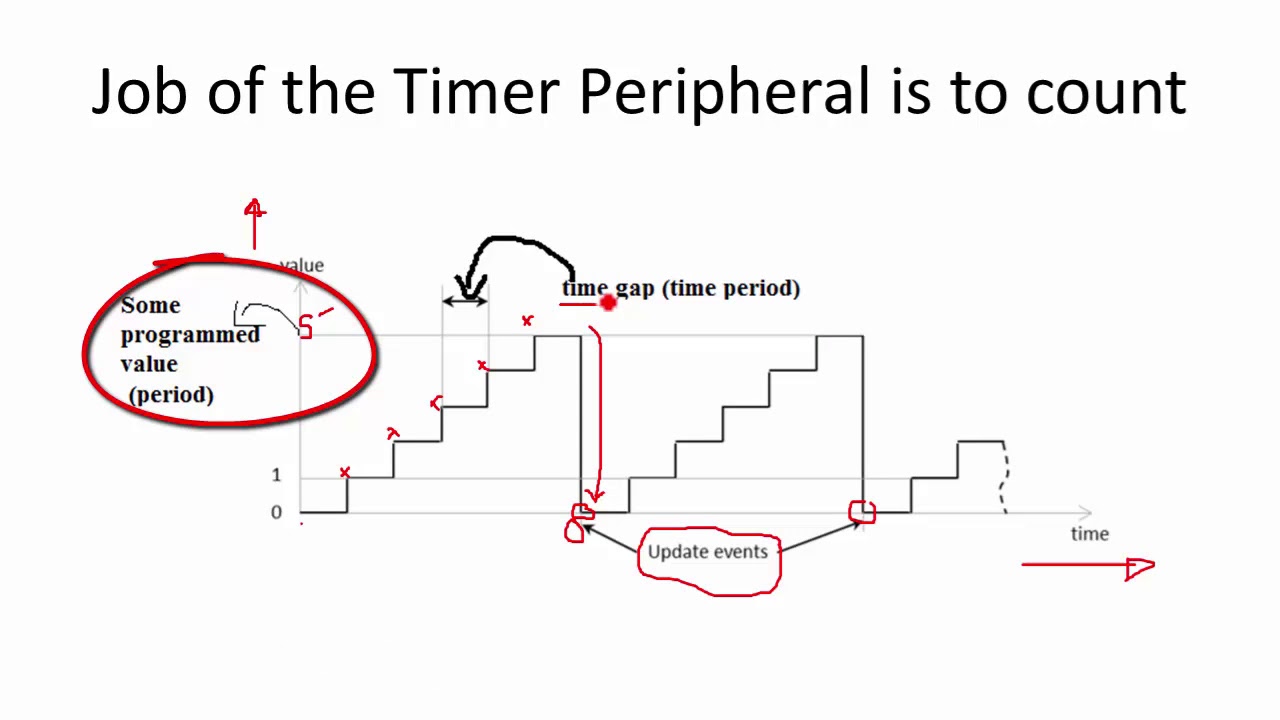 Job of the Timer Peripheral is to count
value
Some
programmed
value
(period)
5
time gap (time period)
1
0
0
Update events
time